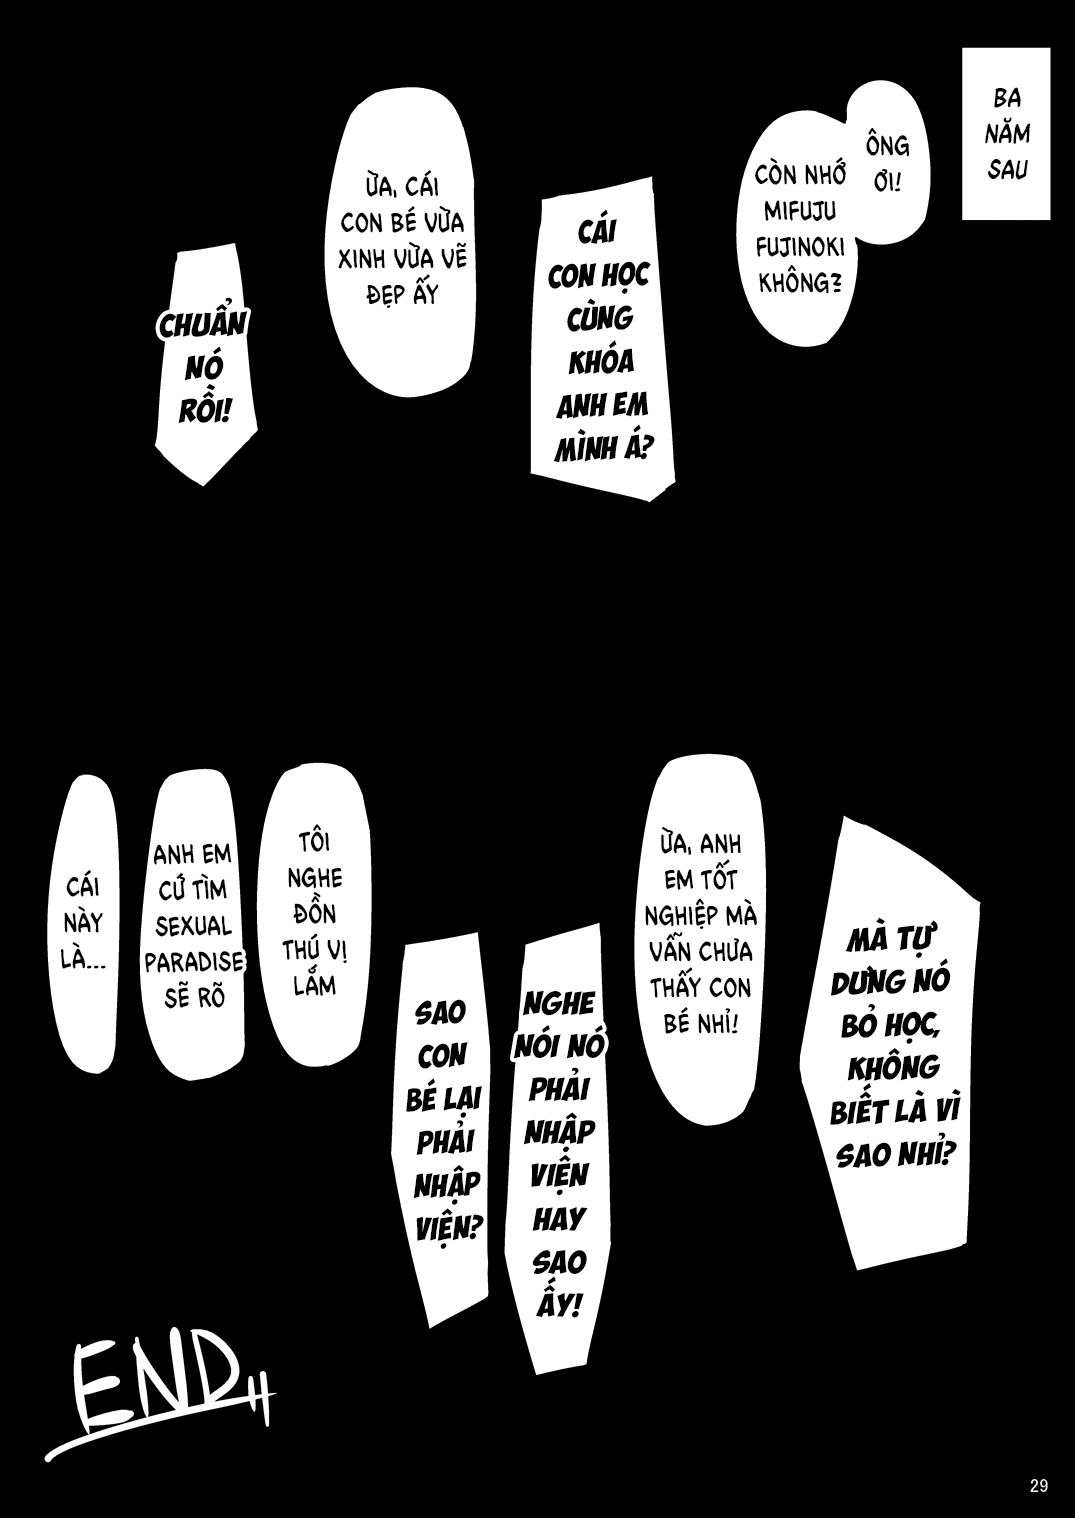 BA
NĂM
SAU
ÔNG
ƠI!
CÒN NHỚ
MIFUJU
FUJINOKI
KHÔNG?
CÁI
CON HỌC
CÙNG
KHÓA
ANH EM
MÌNH Á?
ỪA, CÁI
CON BÉ VỪA
XINH VỪA VẼ
ĐẸP ẤY
CHUẨN
NÓ
RỒI!
MÀ TỰ
DƯNG NÓ
BỎ HỌC,
KHÔNG
BIẾT LÀ VÌ
SAO NHỈ?
ỪA, ANH
EM TỐT
NGHIỆP MÀ
VẪN CHƯA
THẤY CON
BÉ NHỈ!
NGHE
NÓI NÓ
PHẢI
NHẬP
VIỆN
HAY
SAO
ẤY!
SAO
CON
BÉ LẠI
PHẢI
NHẬP
VIỆN?
TÔI
NGHE
ĐỒN
THÚ VỊ
LẮM
ANH EM
CỨ TÌM
SEXUAL
PARADISE
SẼ RÕ
CÁI
NÀY
LÀ...
END
29